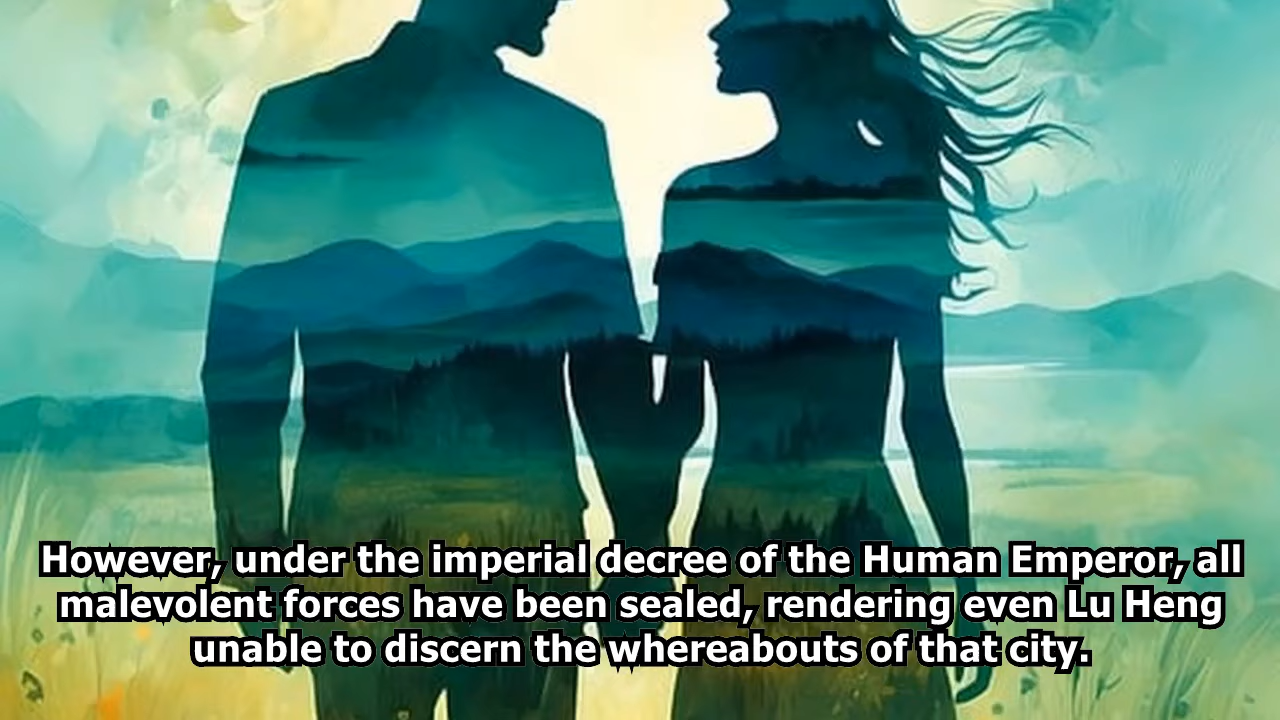 However, under the imperial decree of the Human Emperor, all
malevolent forces have been sealed, rendering even Lu Heng
unable to discern the whereabouts of that city.